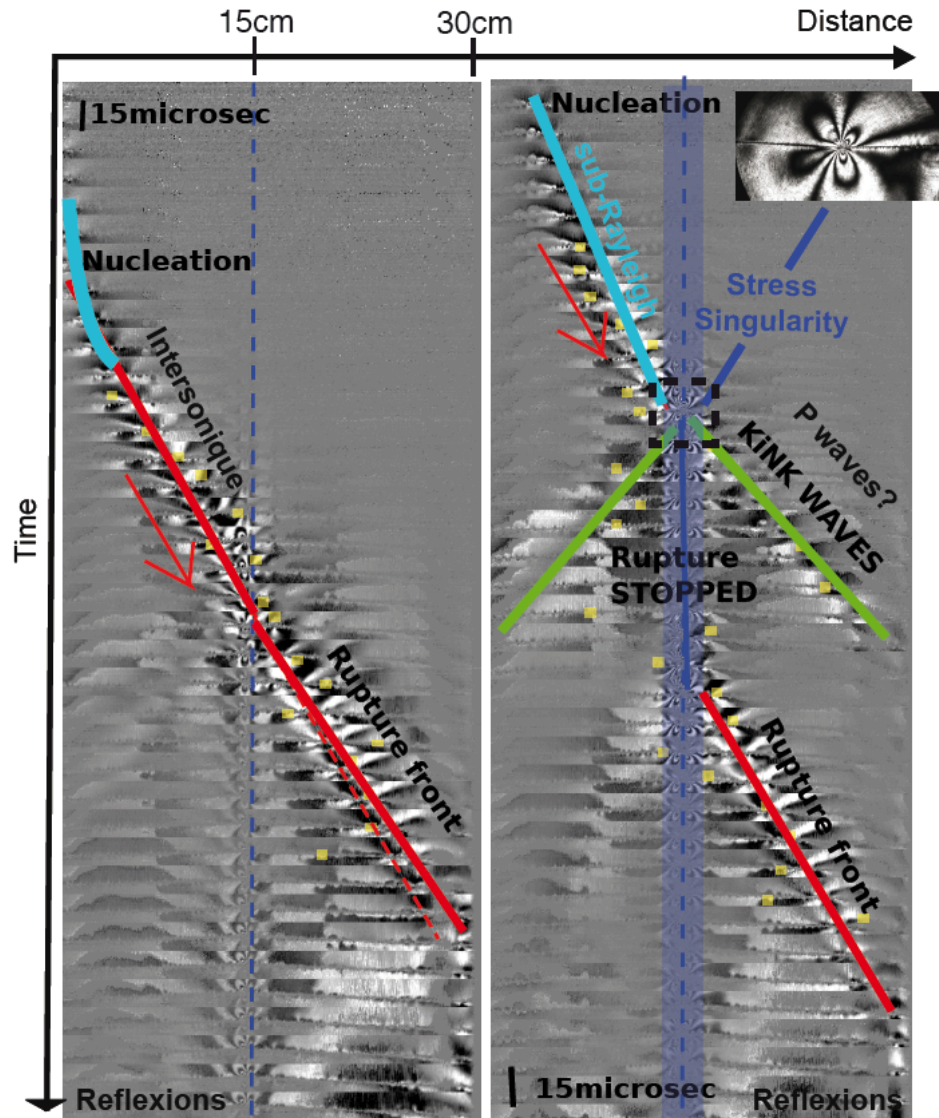 15cm
30cm
Distance
15microsec
Nucleation
sub-Rayleigh
Stress
Singularity
Nucleation
Intersonique
P waves?
KiNK WAVES
Rupture
STOPPED
Time
Rupture front
Rupture front
15microsec
Reflexions
Reflexions